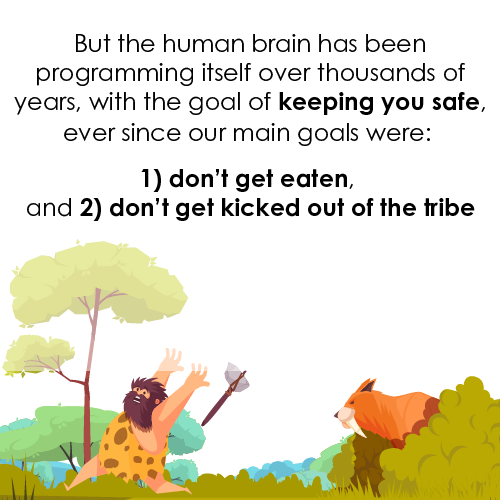 But the human brain has been
programming itself over thousands of
years, with the goal of keeping you safe,
ever since our main goals were:
1) don't get eaten,
and 2) don't get kicked out of the tribe